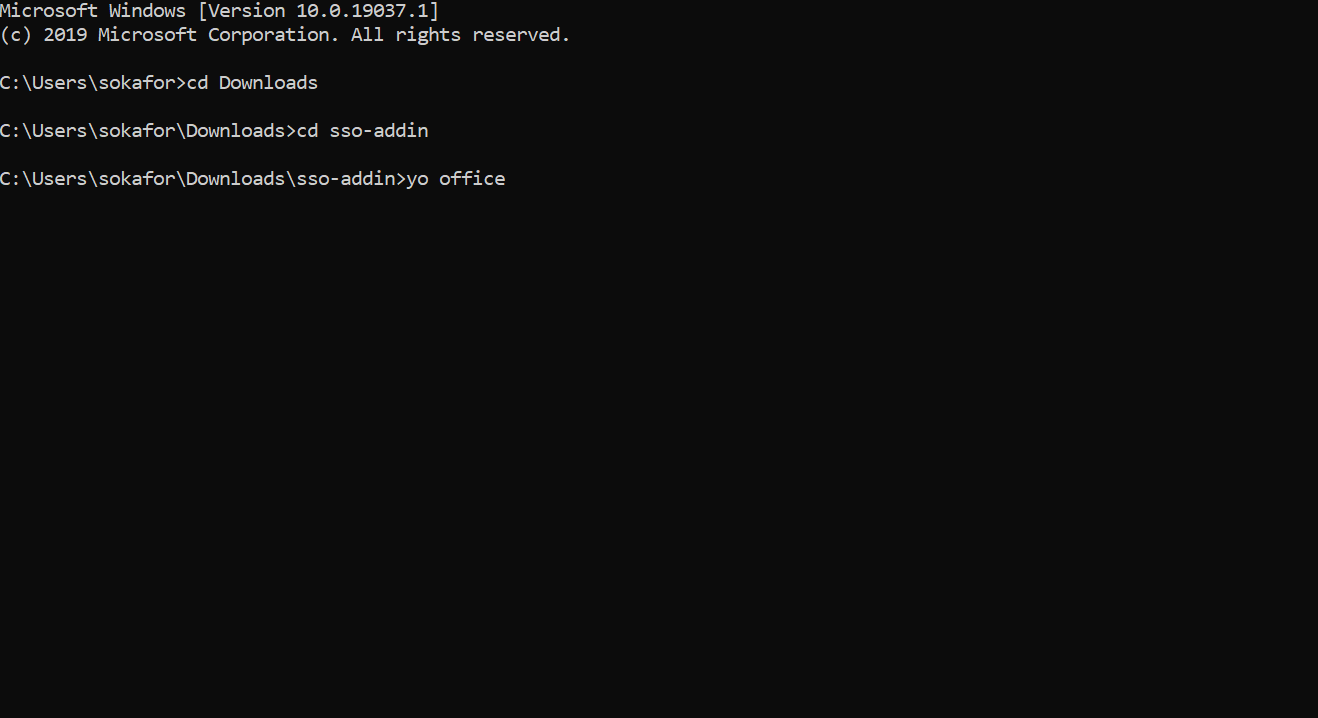 Microsoft Windows [Version 10.0.19037.1]
(c) 2019 Microsoft Corporation. All rights reserved.
C:\Users\sokafor>cd Downloads
C:\Users\sokafor\Downloads>cd sso-addin
C:\Users\sokafor\Downloads\sso-addin>yo office